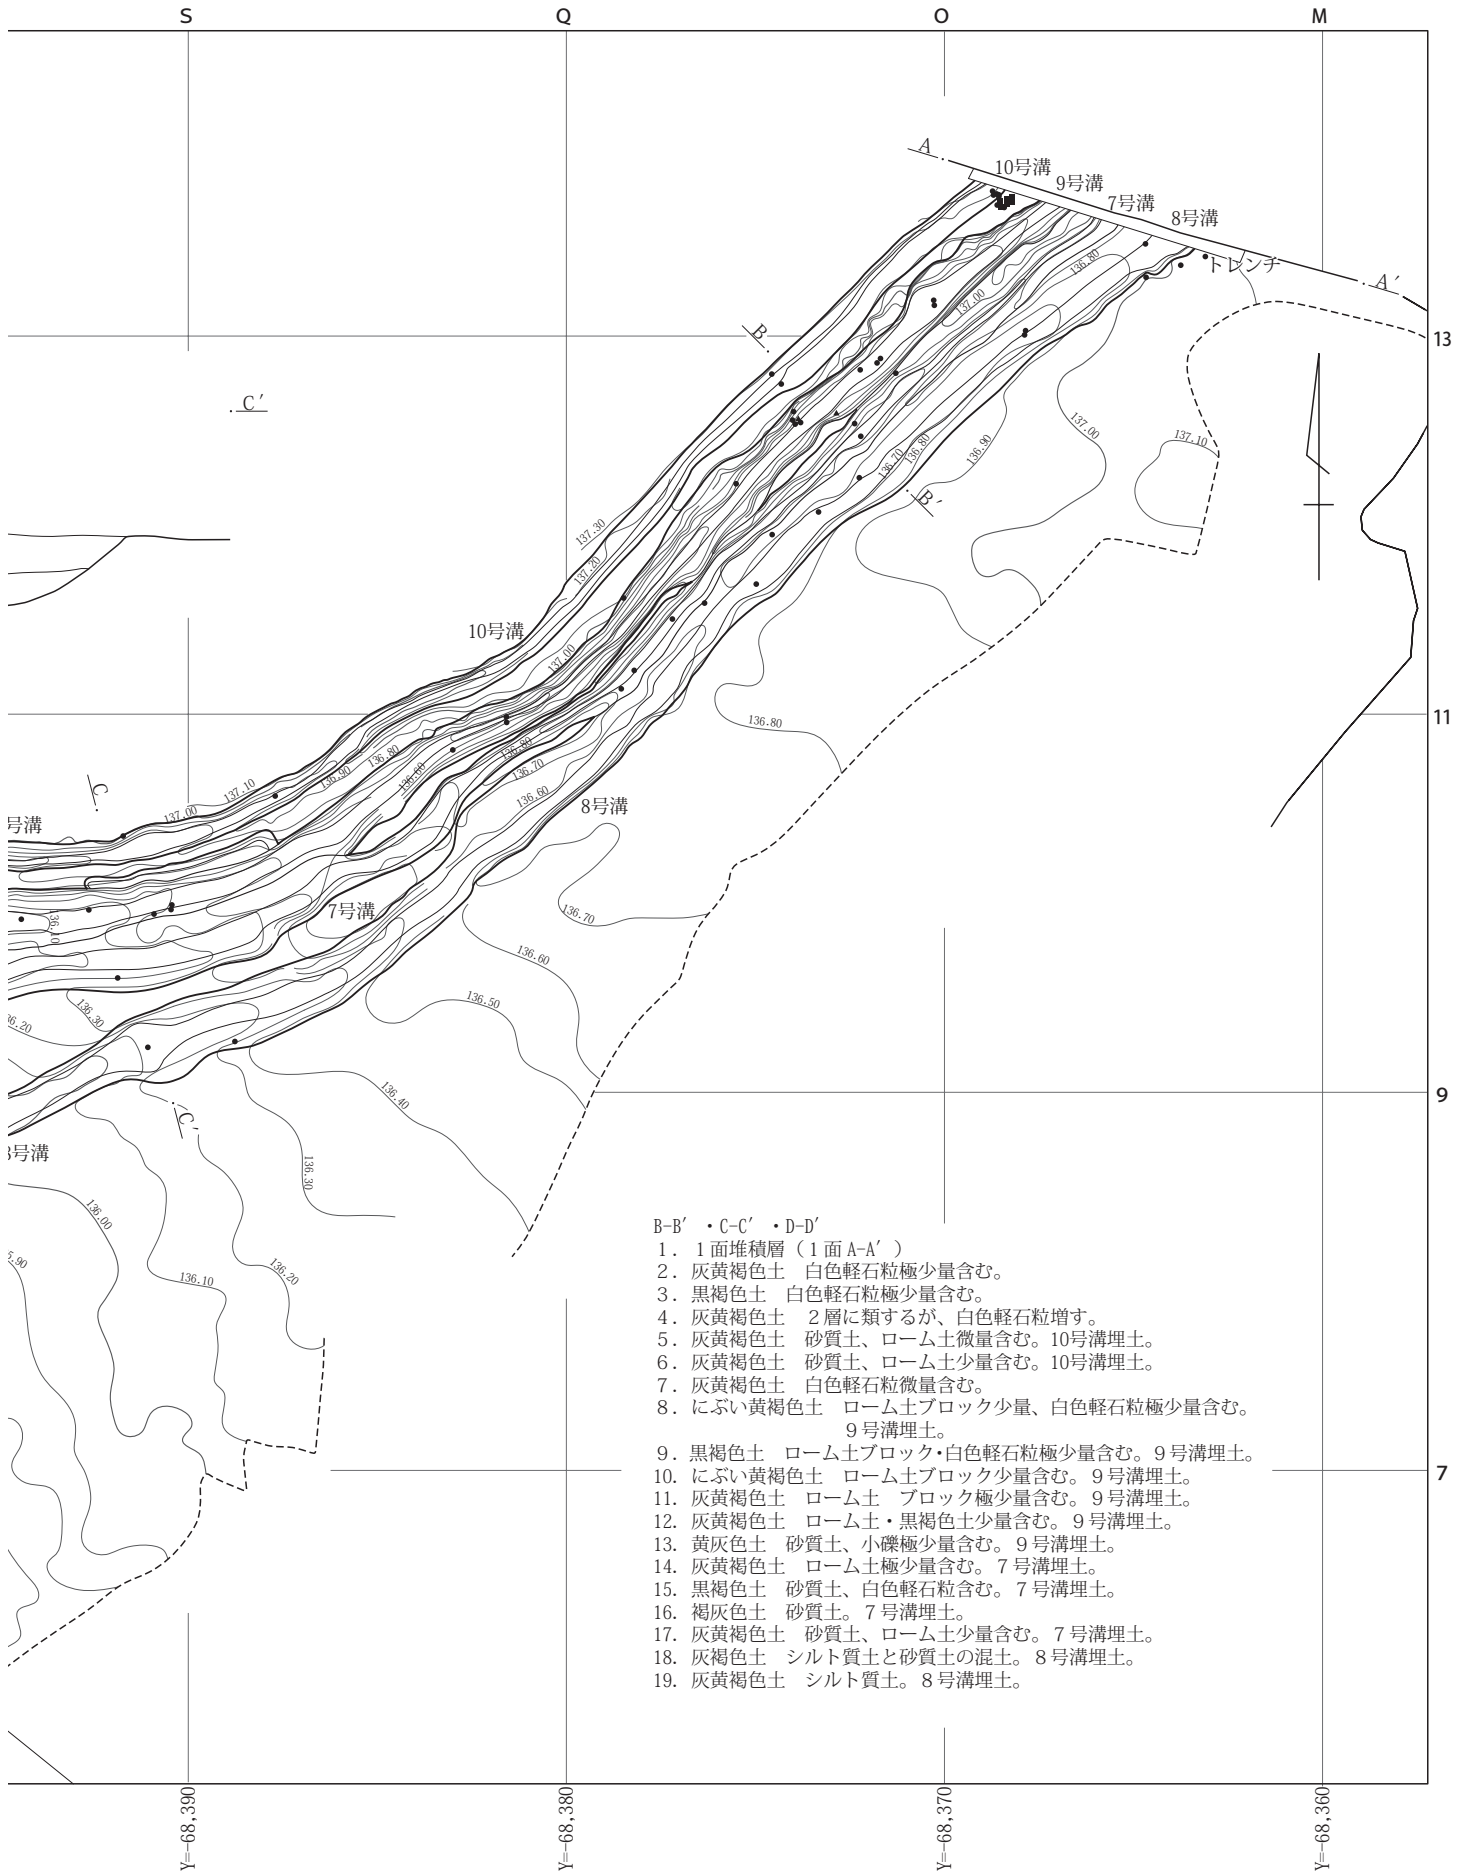 S
Q
O
M
A
10号溝
9号溝
7号溝
8号溝
トレンチ
A′
136.80
137.00
B
13
C′
137.00
137.10
136.90
136.80
136.70
B′
137.30
137.20
10号溝
137.00
136.80
11
136.80
136.90
136.60
136.80
136.70
136.60
C
137.10
137.00
8号溝
号溝
7号溝
136.10
136.70
136.60
136.50
136.30
136.40
9
C′
号溝
136.30
136.00
136.20
136.10
B-B′・C-C′・D-D′
1. 1面堆積層（1面 A-A′）
2. 灰黄褐色土　白色軽石粒極少量含む。
3. 黒褐色土　白色軽石粒極少量含む。
4. 灰黄褐色土　2層に類するが、白色軽石粒増す。
5. 灰黄褐色土　砂質土、ローム土微量含む。10号溝埋土。
6. 灰黄褐色土　砂質土、ローム土少量含む。10号溝埋土。
7. 灰黄褐色土　白色軽石粒微量含む。
8. にぶい黄褐色土　ローム土ブロック少量、白色軽石粒極少量含む。
9号溝埋土。
9. 黒褐色土　ローム土ブロック・白色軽石粒極少量含む。9号溝埋土。
10. にぶい黄褐色土　ローム土ブロック少量含む。9号溝埋土。
11. 灰黄褐色土　ローム土　ブロック極少量含む。9号溝埋土。
12. 灰黄褐色土　ローム土・黒褐色土少量含む。9号溝埋土。
13. 黄灰色土　砂質土、小礫極少量含む。9号溝埋土。
14. 灰黄褐色土　ローム土極少量含む。7号溝埋土。
15. 黒褐色土　砂質土、白色軽石粒含む。7号溝埋土。
16. 褐灰色土　砂質土。7号溝埋土。
17. 灰黄褐色土　砂質土、ローム土少量含む。7号溝埋土。
18. 灰褐色土　シルト質土と砂質土の混土。8号溝埋土。
19. 灰黄褐色土　シルト質土。8号溝埋土。
7
Y=-68,390
Y=-68,380
Y=-68,370
Y=-68,360